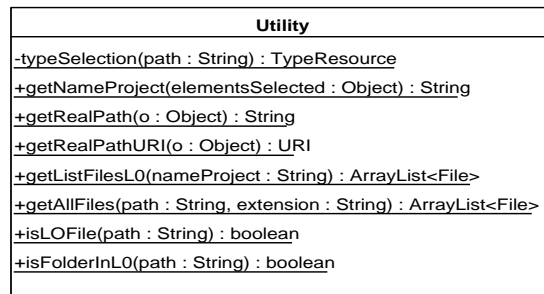 Utility
-typeSelection(path : String) : TypeResource
+getNameProject(elementsSelected : Object) : String
+getRealPath(o : Object) : String
+getRealPathURI(o : Object) : URI
+getListFilesL0(nameProject : String) : ArrayList<File>
+getAllFiles(path : String, extension : String) : ArrayList<File>
+isLOFile(path : String) : boolean
+isFolderInL0(path : String) : boolean